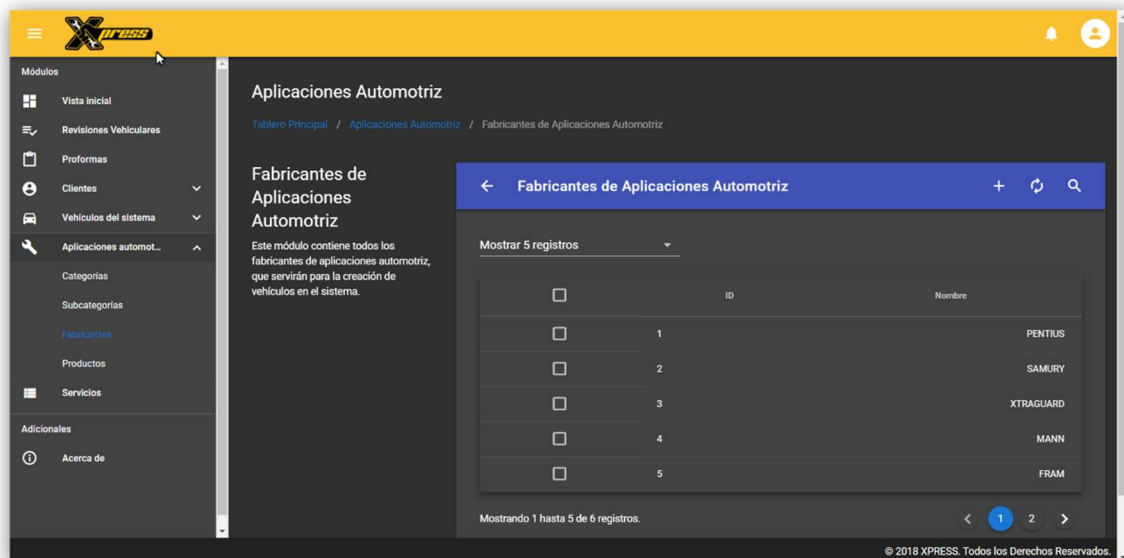 Xpress
Módulos
Vista inicial
Revisiones Vehiculares
Proformas
Clientes
Vehículos del sistema
Aplicaciones automot...
Categorías
Subcategorías
Fabricantes
Productos
Servicios
Adicionales
Acerca de
Aplicaciones Automotriz
Tablero Principal / Aplicaciones Automotriz / Fabricantes de Aplicaciones Automotriz
Fabricantes de
Aplicaciones
Automotriz
Este módulo contiene todos los
fabricantes de aplicaciones automotriz,
que servirán para la creación de
vehículos en el sistema.
Fabricantes de Aplicaciones Automotriz
Mostrar 5 registros
ID Nombre
1 PENTIUS
2 SAMURY
3 XTRAGUARD
4 MANN
5 FRAM
Mostrando 1 hasta 5 de 6 registros.
1 2
© 2018 XPRESS. Todos los Derechos Reservados.